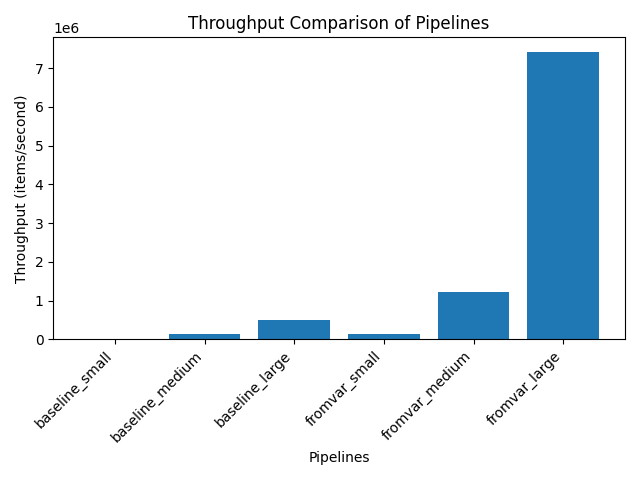 Throughput Comparison of Pipelines
1e6
Throughput (items/second)
7
6
5
4
3
2
1
0
baseline_small
baseline_medium
baseline_large
fromvar_small
fromvar_medium
fromvar_large
Pipelines